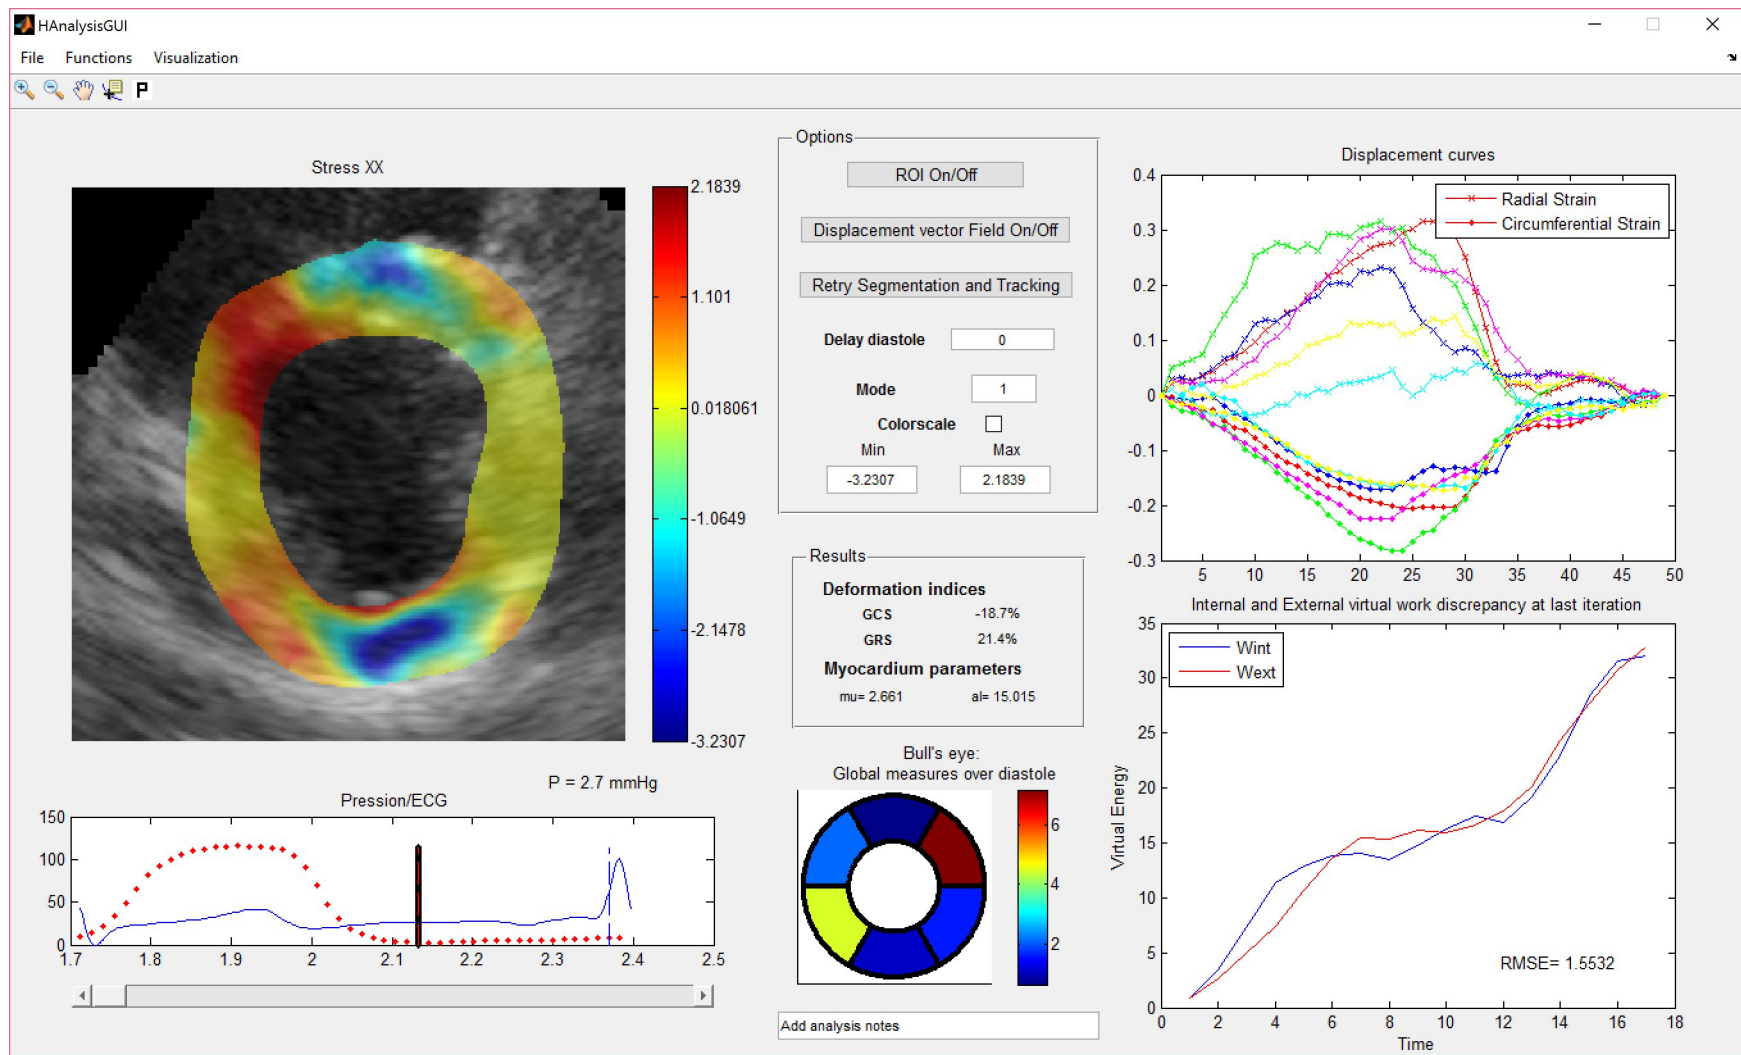 HAnalysisGUI
File Functions Visualization
P
Stress XX
2.1839
1.101
0.018061
-1.0649
-2.1478
-3.2307
P = 2.7 mmHg
Pression/ECG
150
100
50
0
1.7 1.8 1.9 2 2.1 2.2 2.3 2.4 2.5
Options
ROI On/Off
Displacement vector Field On/Off
Retry Segmentation and Tracking
Delay diastole 0
Mode 1
Colorscale
Min Max
-3.2307 2.1839
Results
Deformation indices
GCS -18.7%
GRS 21.4%
Myocardium parameters
mu= 2.661 al= 15.015
Bull's eye:
Global measures over diastole
6
4
2
Add analysis notes
Displacement curves
0.4
0.3
0.2
0.1
0
-0.1
-0.2
-0.3
Radial Strain
Circumferential Strain
5 10 15 20 25 30 35 40 45 50
Internal and External virtual work discrepancy at last iteration
35
30
25
20
15
10
5
0
Wint
Wext
Virtual Energy
RMSE= 1.5532
0 2 4 6 8 10 12 14 16 18
Time